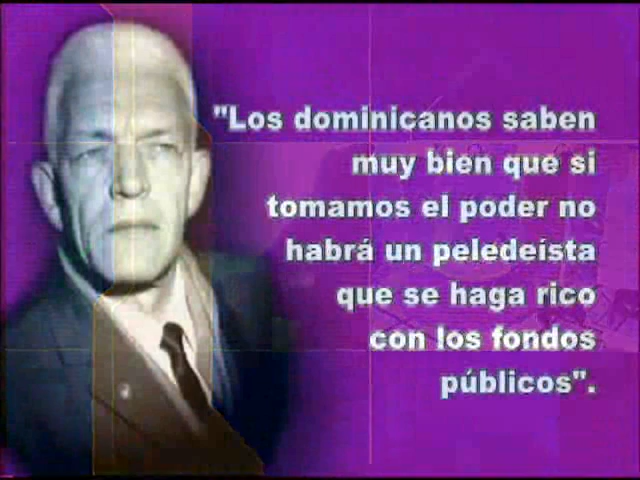 "Los dominicanos saben
muy bien que si
tomamos el poder no
habrá un peledeísta
que se haga rico
con los fondos
públicos".